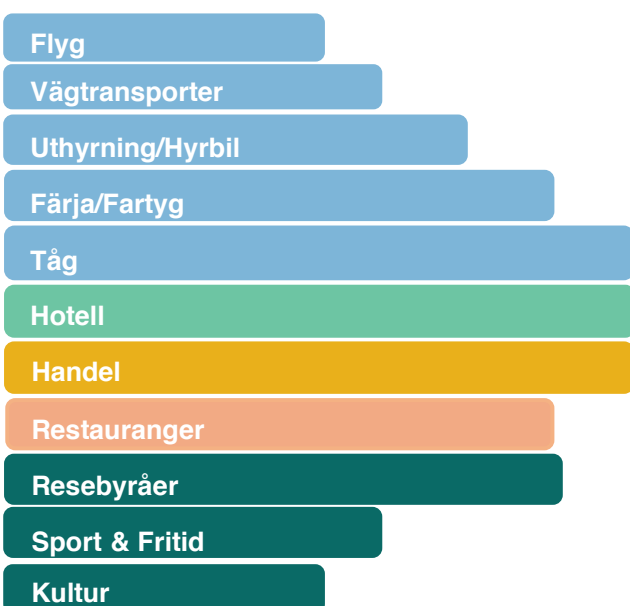 Flyg
Vägtransporter
Uthyrning/Hyrbil
Färja/Fartyg
Tåg
Hotell
Handel
Restauranger
Resebyråer
Sport & Fritid
Kultur